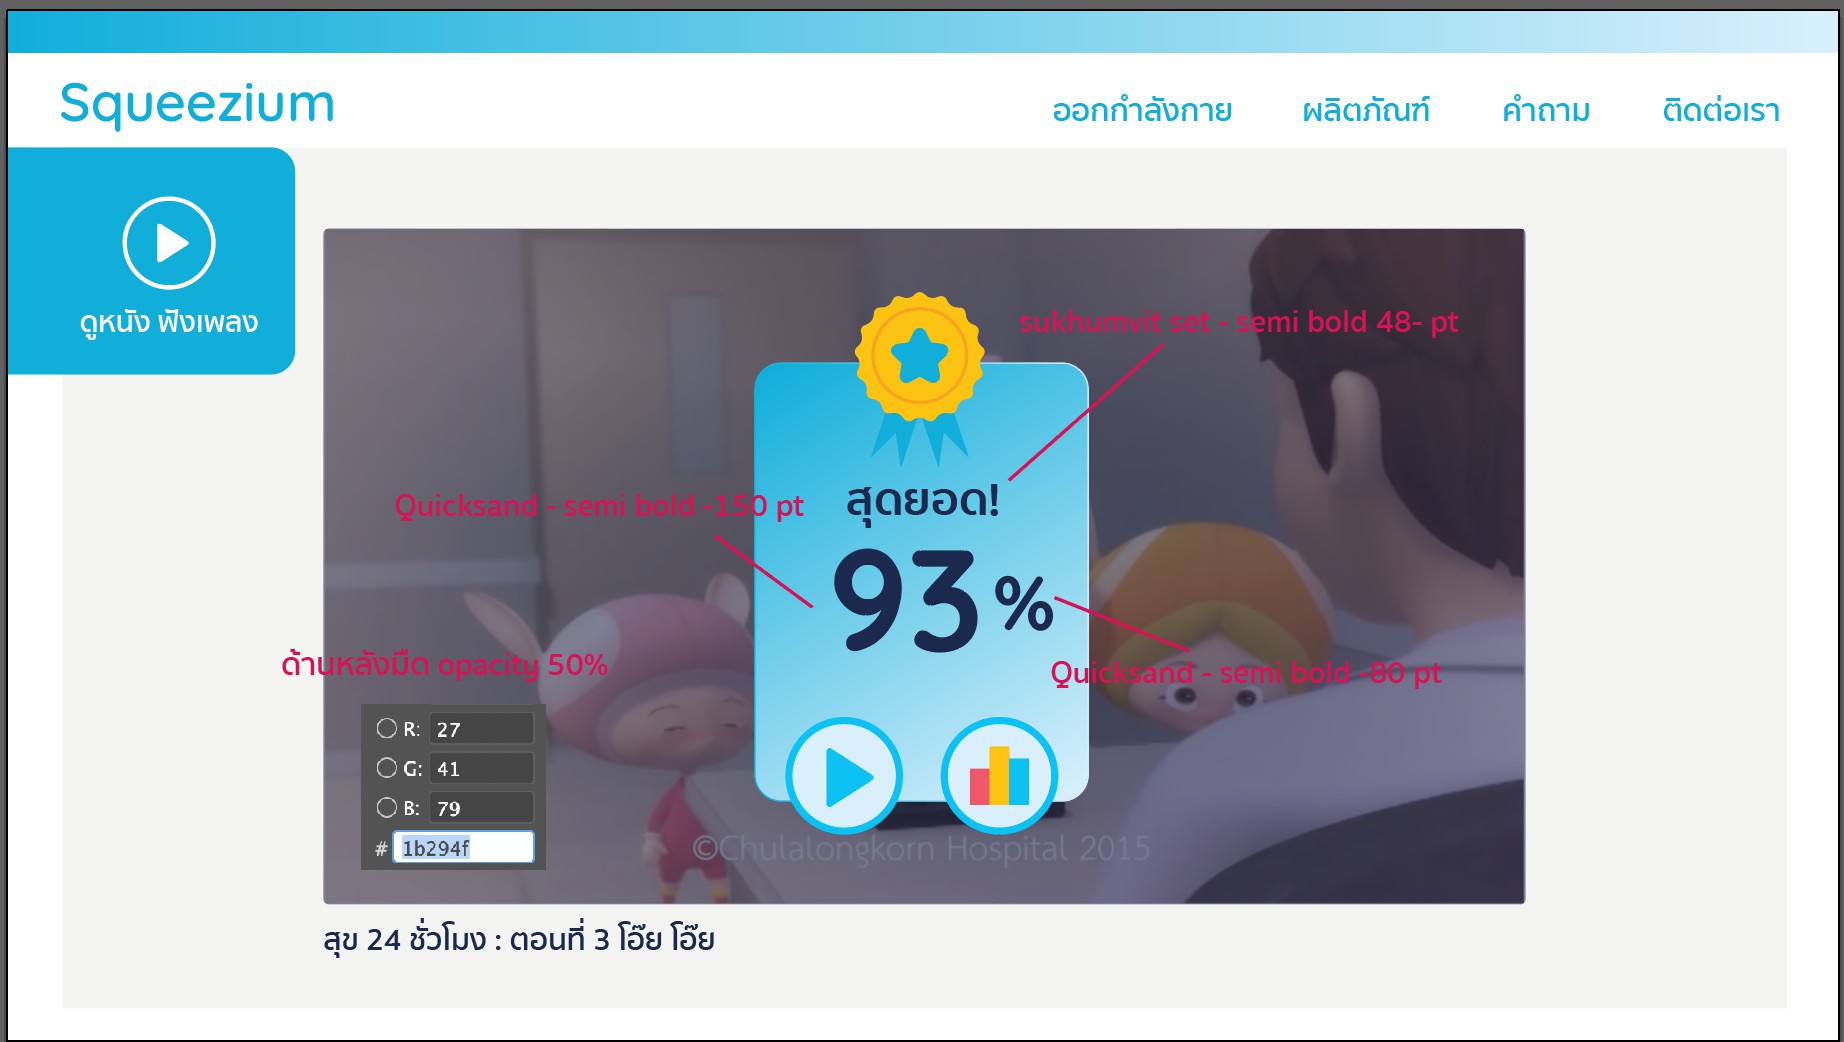 Squeezium
ออกกำลังกาย
ผลิตภัณฑ์
คำถาม
ติดต่อเรา
ดูหนัง ฟังเพลง
sukhumvit set - semi bold 48- pt
Quicksand - semi bold -150 pt
สุดยอด!
93 %
ด้านหลังมืด opacity 50%
Quicksand - semi bold -80 pt
R: 27
G: 41
B: 79
# 1b294f
©Chulalongkorn Hospital 2015
สุข 24 ชั่วโมง : ตอนที่ 3 โอ๊ย โอ๊ย